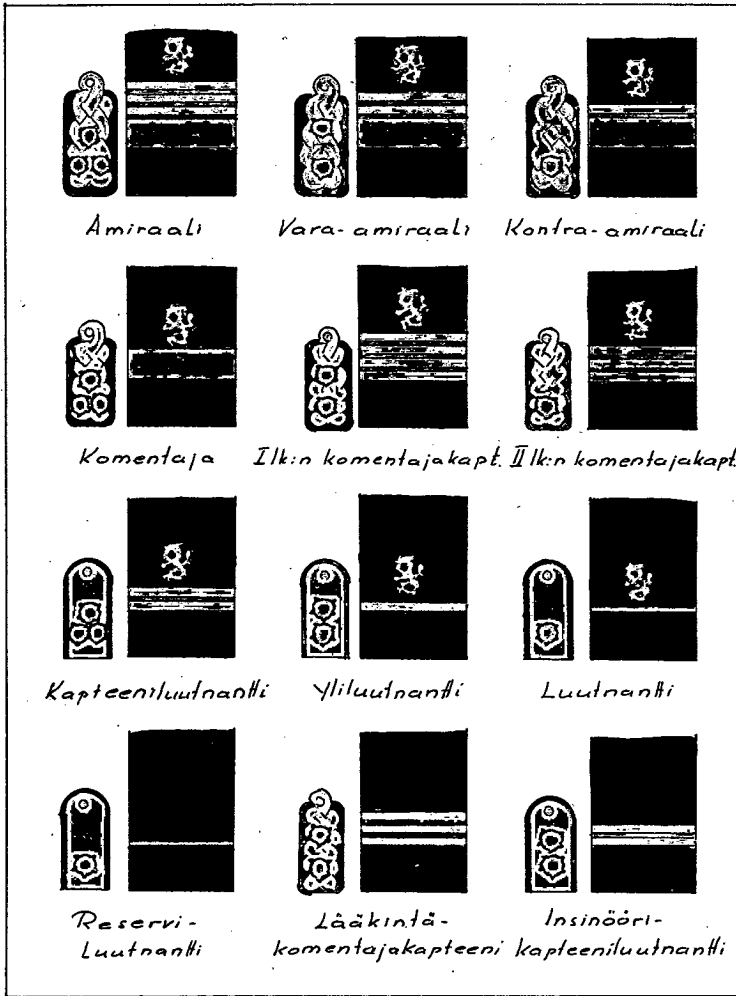 Amiraali
Vara-amiraali
Kontra-amiraali
Komentaja
I lk:n komentajakapt.
II lk:n komentajakapt.
Kapteeniluutnantti
Yliluutnantti
Luutnantti
Reservi-
Luutnantti
Lääkintä-
komentajakapteeni
Insinööri-
kapteeniluutnantti